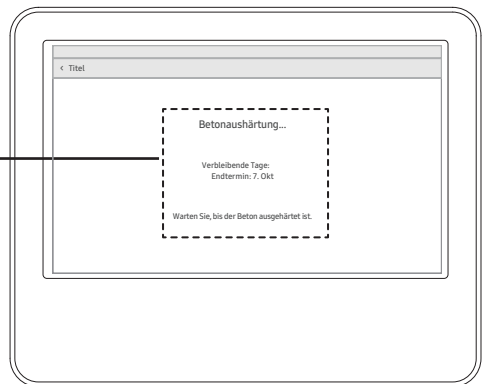 < Titel
Betonaushärtung...
Verbleibende Tage:
Endtermin: 7. Okt
Warten Sie, bis der Beton ausgehärtet ist.